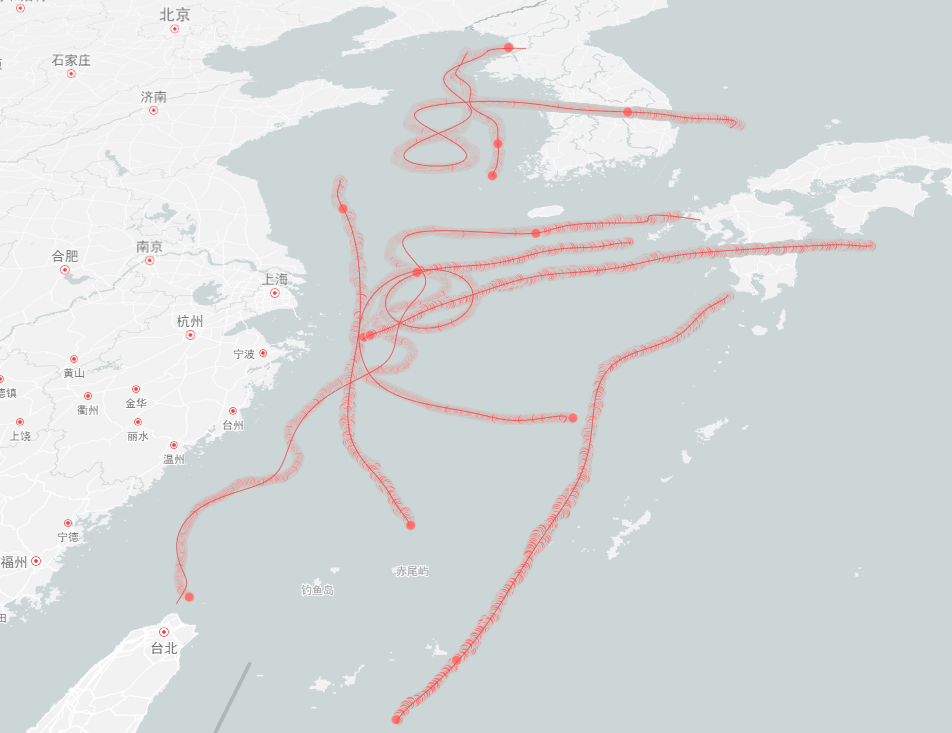 北京
石家庄
济南
南京
合肥
上海
杭州
宁波
黄山
德镇
衢州
金华
台州
上饶
丽水
温州
宁德
福州
赤尾屿
钓鱼岛
田
台北